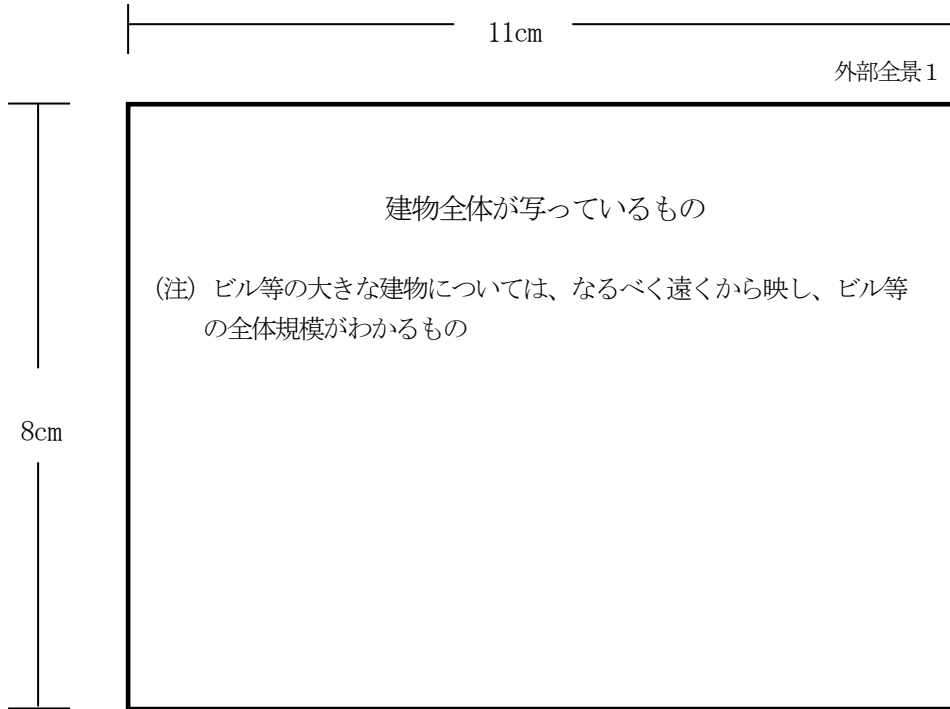 11cm
外部全景１
建物全体が写っているもの
（注）ビル等の大きな建物については、なるべく遠くから映し、ビル等
の全体規模がわかるもの
8cm